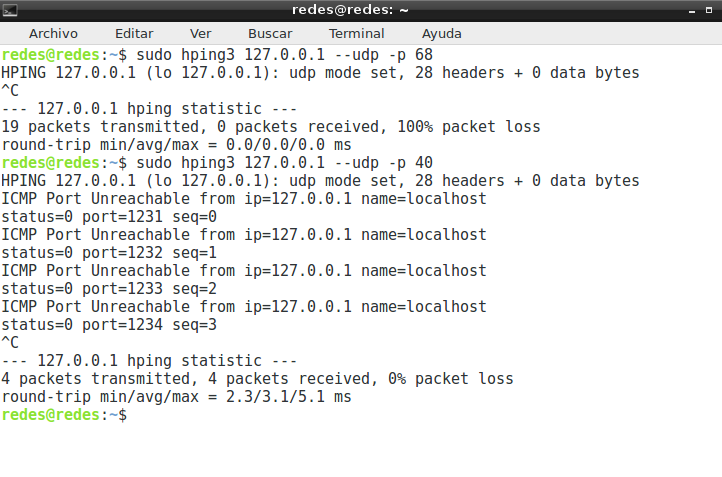 redes@redes: ~
Archivo Editar Ver Buscar Terminal Ayuda
redes@redes:~$ sudo hping3 127.0.0.1 --udp -p 68
HPING 127.0.0.1 (lo 127.0.0.1): udp mode set, 28 headers + 0 data bytes
^C
--- 127.0.0.1 hping statistic ---
19 packets transmitted, 0 packets received, 100% packet loss
round-trip min/avg/max = 0.0/0.0/0.0 ms
redes@redes:~$ sudo hping3 127.0.0.1 --udp -p 40
HPING 127.0.0.1 (lo 127.0.0.1): udp mode set, 28 headers + 0 data bytes
ICMP Port Unreachable from ip=127.0.0.1 name=localhost
status=0 port=1231 seq=0
ICMP Port Unreachable from ip=127.0.0.1 name=localhost
status=0 port=1232 seq=1
ICMP Port Unreachable from ip=127.0.0.1 name=localhost
status=0 port=1233 seq=2
ICMP Port Unreachable from ip=127.0.0.1 name=localhost
status=0 port=1234 seq=3
^C
--- 127.0.0.1 hping statistic ---
4 packets transmitted, 4 packets received, 0% packet loss
round-trip min/avg/max = 2.3/3.1/5.1 ms
redes@redes:~$